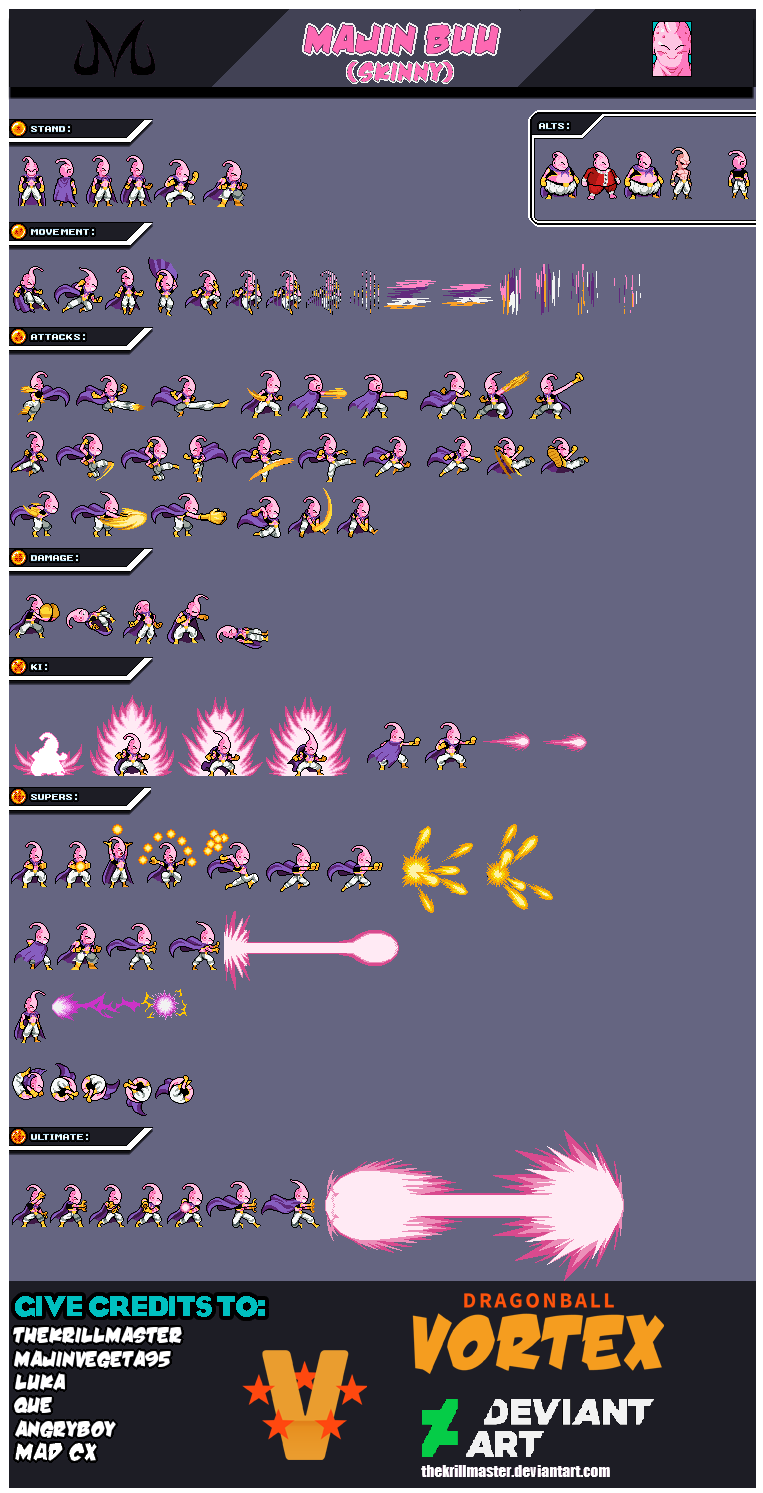 MAJIN BUU
(SKINNY)
STAND:
ALTS:
MOVEMENT:
ATTACKS:
DAMAGE:
KI:
SUPERS:
ULTIMATE:
GIVE CREDITS TO:
THEKRILLMASTER
MAJINVEGETA95
LUKA
QUE
ANGRYBOY
MAD CX
DRAGONBALL
VORTEX
DEVIANT
ART
thekrillmaster.deviantart.com